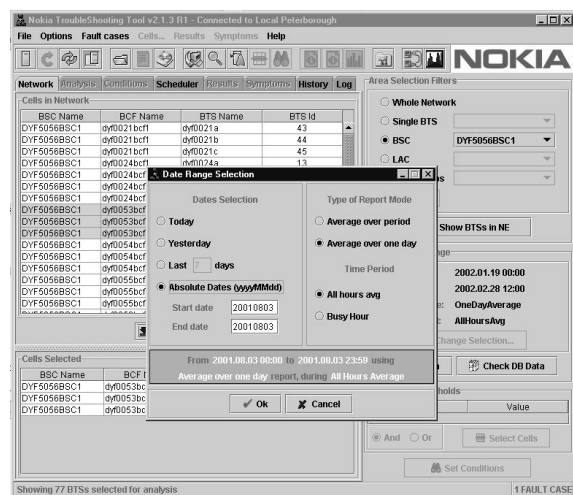 Nokia TroubleShooting Tool v2.1.3 R1 - Connected to Local Peterborough
File Options Fault cases Cells... Results Symptoms Help
NOKIA
Network Analysis Conditions Scheduler Results Symptoms History Log
Area Selection Filters
Cells in Network
Whole Network
BSC Name BCF Name BTS Name BTS Id
Single BTS
DYF5056BSC1 dyf0021bcf1 dyf0021a 43
DYF5056BSC1 dyf0021bcf1 dyf0021b 44
BSC DYF5056BSC1
DYF5056BSC1 dyf0021bcf1 dyf0021c 45
DYF5056BSC1 dyf0024bcf1 dyf0024a 13
LAC
DYF5056BSC1 dyf0024bcf
DYF5056BSC1 dyf0024bcf
DYF5056BSC1 dyf0053bcf
DYF5056BSC1 dyf0053bcf
DYF5056BSC1 dyf0053bcf
Show BTSs in NE
DYF5056BSC1 dyf0054bcf
DYF5056BSC1 dyf0054bcf
DYF5056BSC1 dyf0054bcf
DYF5056BSC1 dyf0055bcf
DYF5056BSC1 dyf0055bcf
DYF5056BSC1 dyf0055bcf
2002.01.19 00:00
2002.02.28 12:00
OneDayAverage
AllHoursAvg
Change Selection...
Check DB Data
Date Range Selection
Dates Selection
Today
Yesterday
Last 7 days
Absolute Dates (yyyyMMdd)
Start date 20010803
End date 20010803
Type of Report Mode
Average over period
Average over one day
Time Period
All hours avg
Busy Hour
From 2001.08.03 00:00 to 2001.08.03 23:59 using
Average over one day report, during All Hours Average
Ok Cancel
Cells Selected
BSC Name BCF
DYF5056BSC1 dyf0053bc
DYF5056BSC1 dyf0053bc
DYF5056BSC1 dyf0053bc
Value
And Or Select Cells
Set Conditions
Showing 77 BTSs selected for analysis
1 FAULT CASE